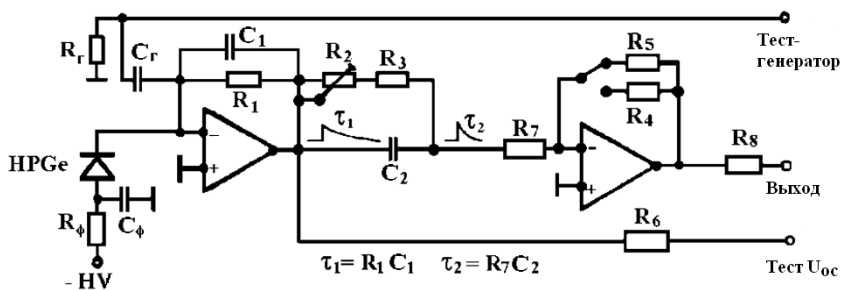 Rг
Cг
C₁
R₁
R₂
R₃
R₅
R₄
Тест-
генератор
τ₁
τ₂
C₂
R₇
R₈
HPGe
Rф
Cф
- HV
Выход
R₆
τ₁= R₁ C₁
τ₂ = R₇C₂
Тест Uос
−
+
-
+